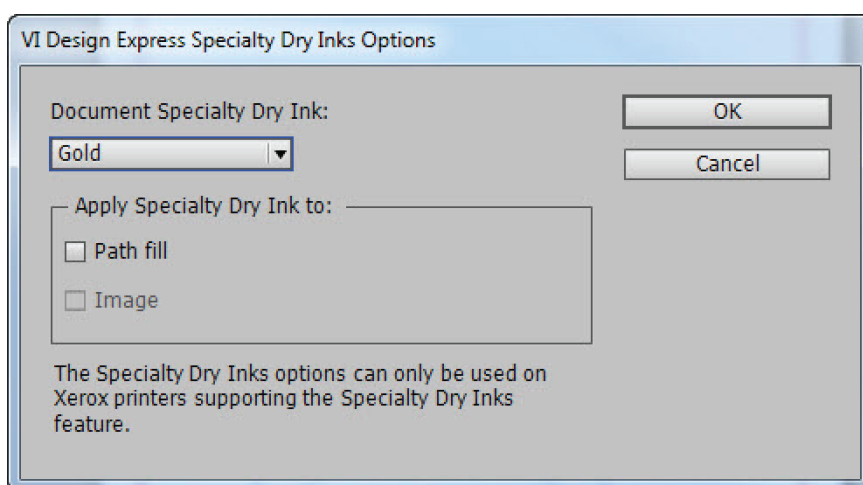 VI Design Express Specialty Dry Inks Options
Document Specialty Dry Ink:
OK
Gold
Cancel
Apply Specialty Dry Ink to:
Path fill
Image
The Specialty Dry Inks options can only be used on
Xerox printers supporting the Specialty Dry Inks
feature.